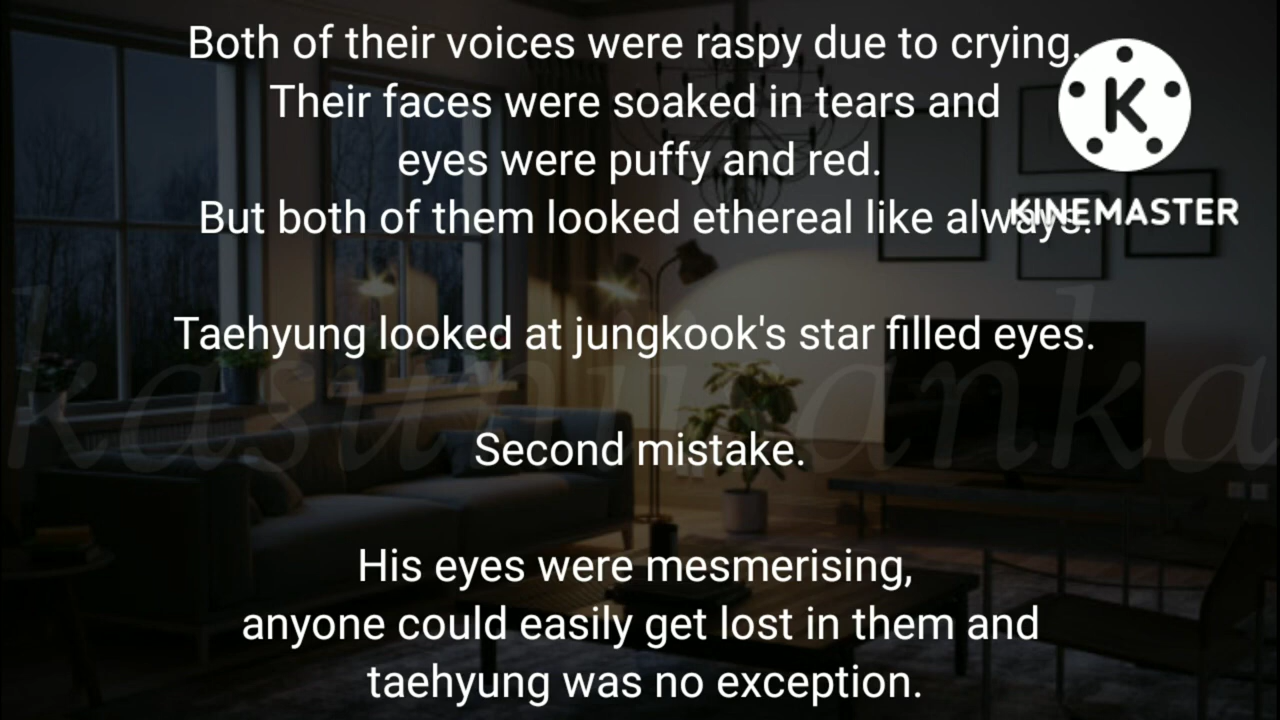 Both of their voices were raspy due to crying.
Their faces were soaked in tears and
eyes were puffy and red.
But both of them looked ethereal like always.
K
KINEMASTER
Taehyung looked at jungkook's star filled eyes.
Second mistake.
His eyes were mesmerising,
anyone could easily get lost in them and
taehyung was no exception.